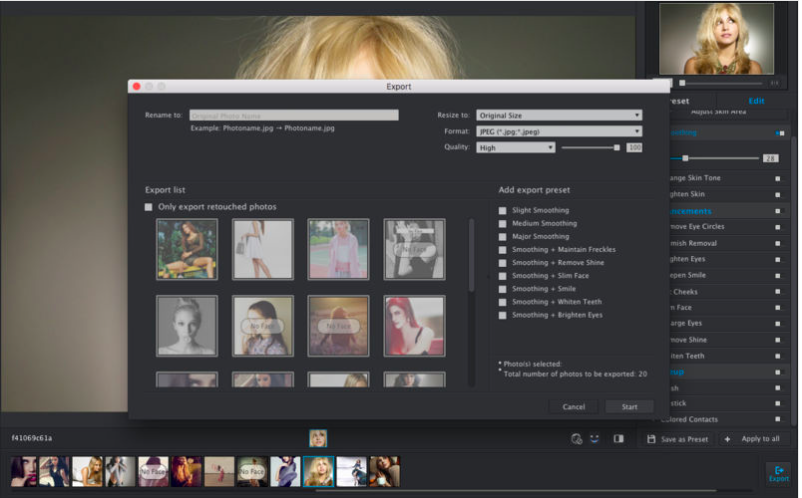 Export
Rename to: Original Photo Name
Example: Photoname.jpg → Photoname.jpg
Resize to: Original Size
Format: JPEG (*.jpg;*.jpeg)
Quality: High 100
Export list
Only export retouched photos
No Face
No Face
No Face
Add export preset
Slight Smoothing
Medium Smoothing
Major Smoothing
Smoothing + Maintain Freckles
Smoothing + Remove Shine
Smoothing + Slim Face
Smoothing + Smile
Smoothing + Whiten Teeth
Smoothing + Brighten Eyes
* Photo(s) selected:
* Total number of photos to be exported: 20
Cancel
Start
reset
Edit
Adjust Skin Area
oothing
28
ange Skin Tone
ghten Skin
ovements
move Eye Circles
mish Removal
ghten Eyes
epen Smile
Cheeks
m Face
arge Eyes
move Shine
iten Teeth
stick
olored Contacts
f41069c61a
Save as Preset
+ Apply to all
No Face
No Face
Export